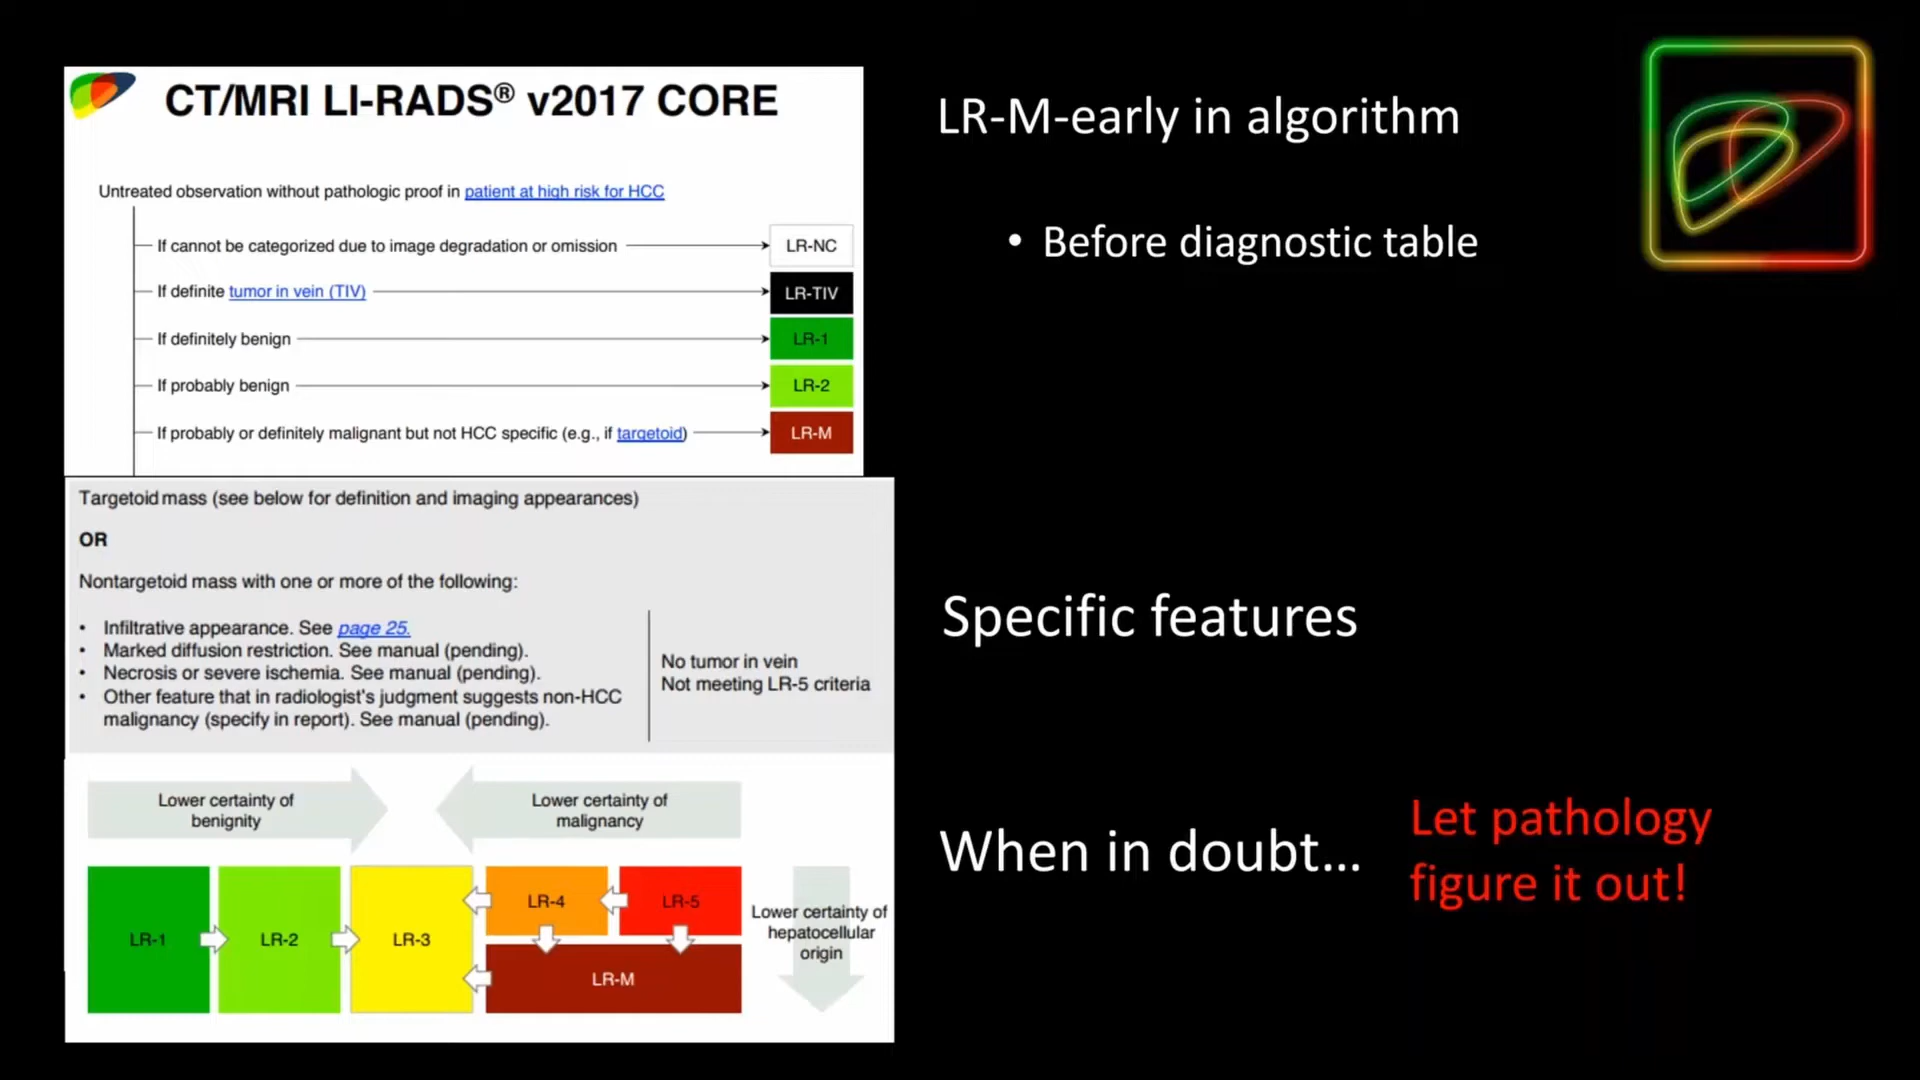 CT/MRI LI-RADS® v2017 CORE
Untreated observation without pathologic proof in patient at high risk for HCC
If cannot be categorized due to image degradation or omission
LR-NC
If definite tumor in vein (TIV)
LR-TIV
If definitely benign
LR-1
If probably benign
LR-2
If probably or definitely malignant but not HCC specific (e.g., if targetoid)
LR-M
Targetoid mass (see below for definition and imaging appearances)
OR
Nontargetoid mass with one or more of the following:
• Infiltrative appearance. See page 25.
• Marked diffusion restriction. See manual (pending).
• Necrosis or severe ischemia. See manual (pending).
• Other feature that in radiologist's judgment suggests non-HCC
malignancy (specify in report). See manual (pending).
No tumor in vein
Not meeting LR-5 criteria
Lower certainty of
benignity
Lower certainty of
malignancy
LR-1
LR-2
LR-3
LR-4
LR-5
LR-M
Lower certainty of
hepatocellular
origin
LR-M-early in algorithm
• Before diagnostic table
Specific features
When in doubt...
Let pathology
figure it out!